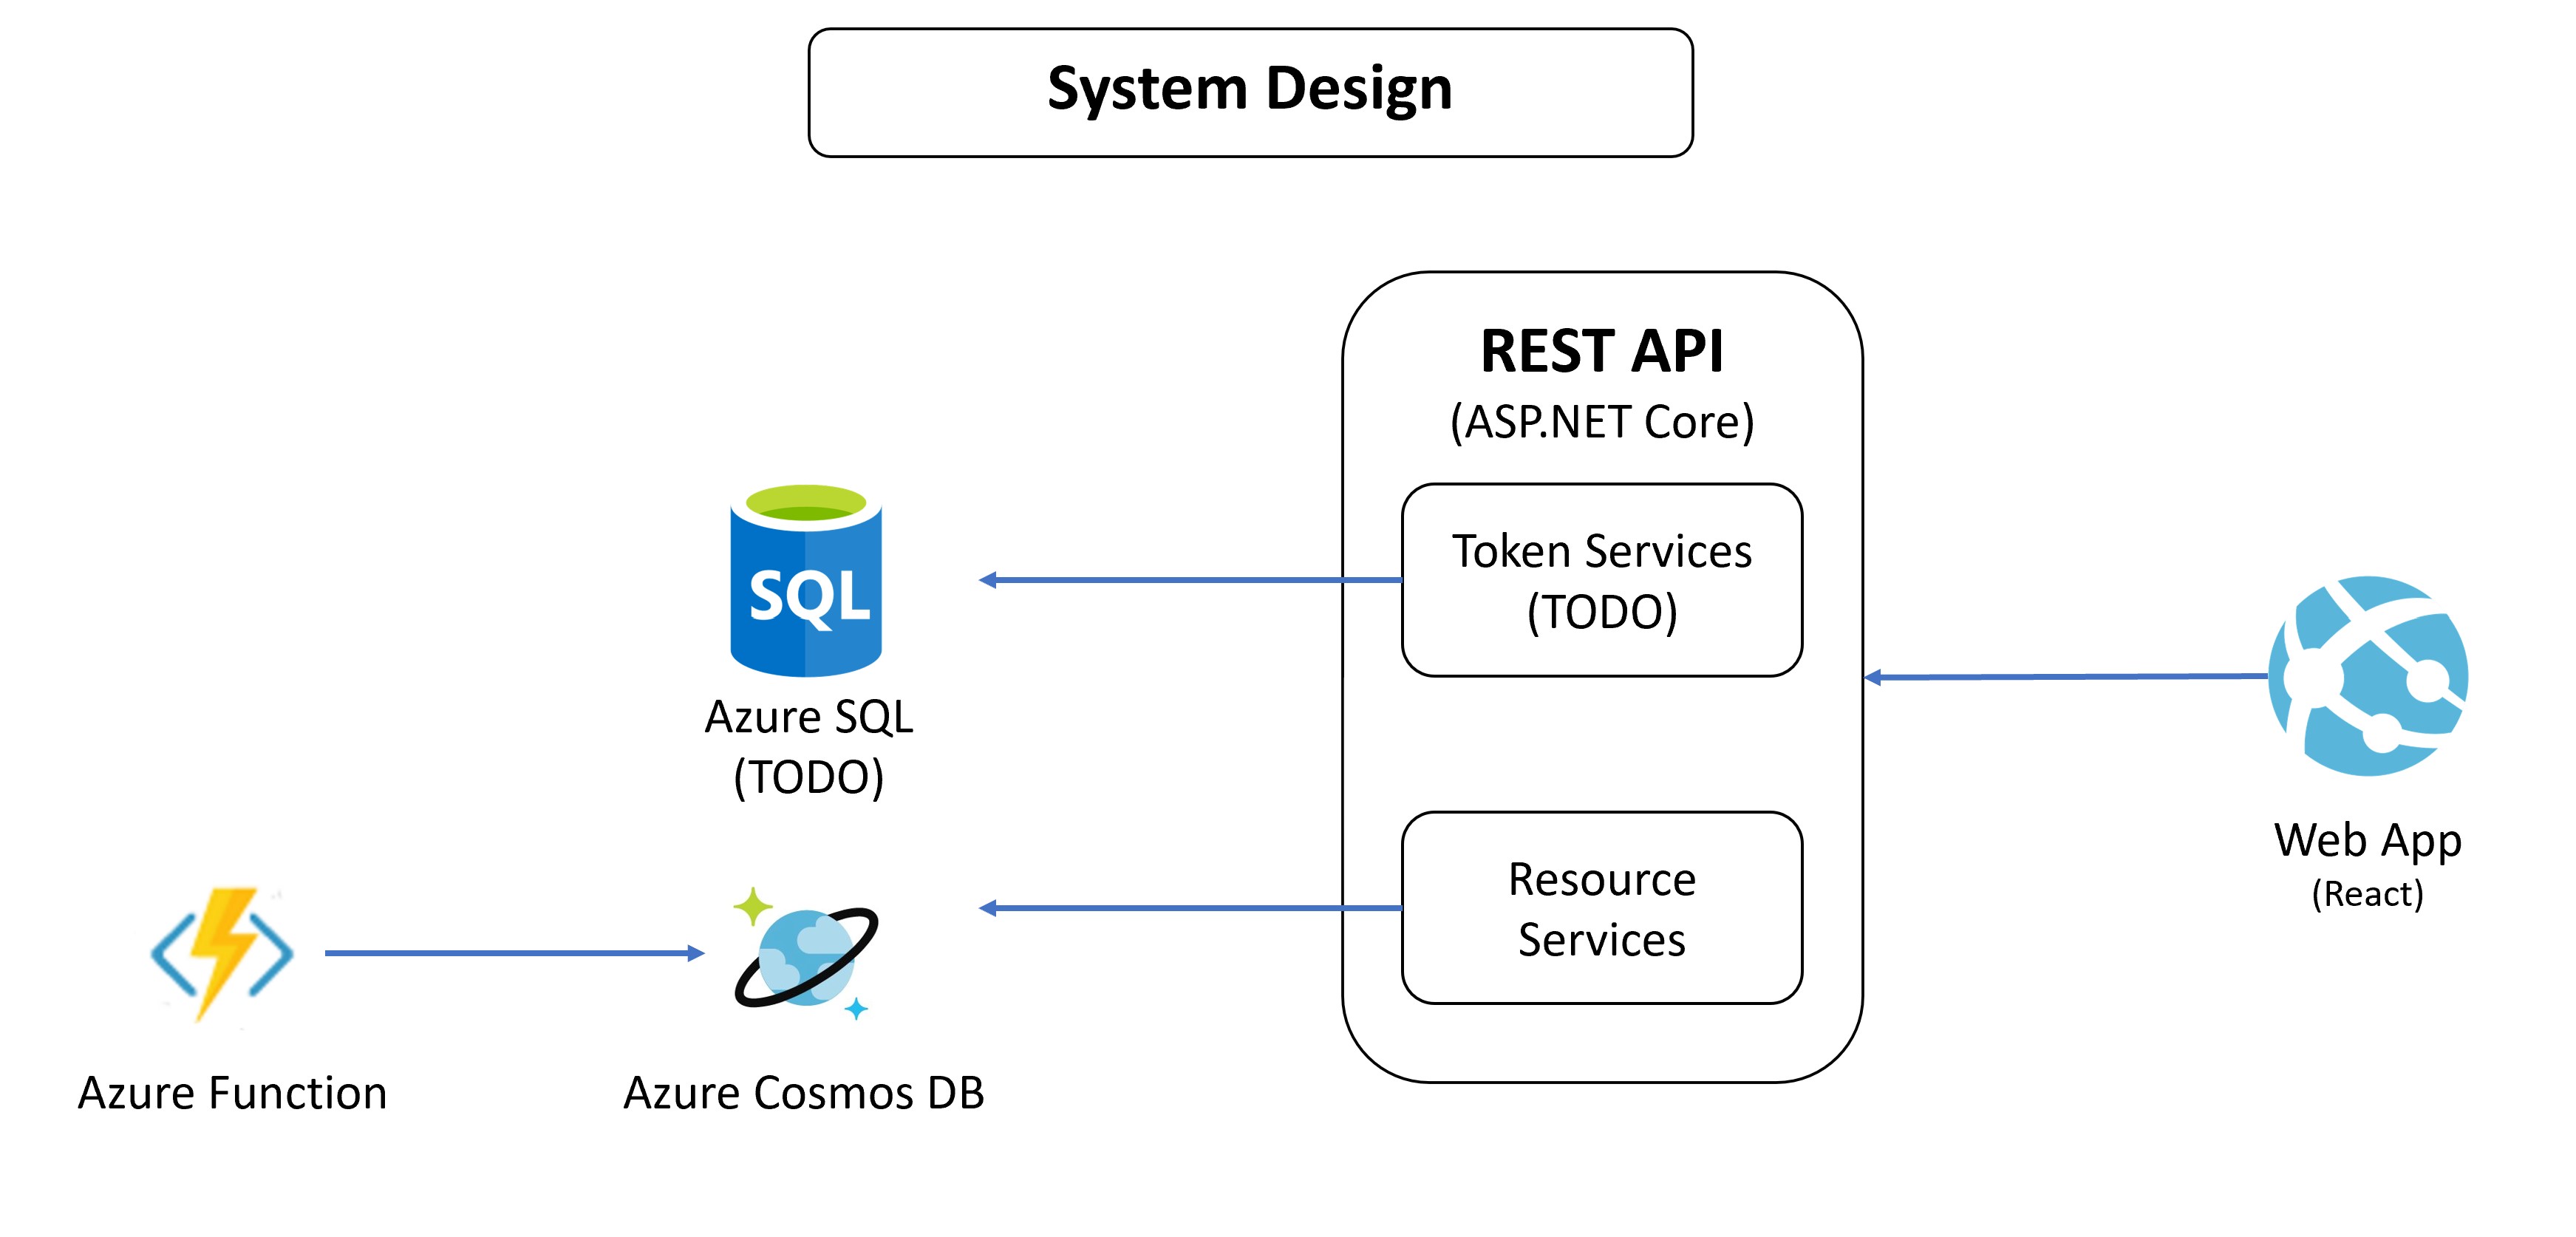 System Design
REST API
(ASP.NET Core)
Token Services
(TODO)
SQL
Azure SQL
(TODO)
Resource
Services
Web App
(React)
Azure Function
Azure Cosmos DB